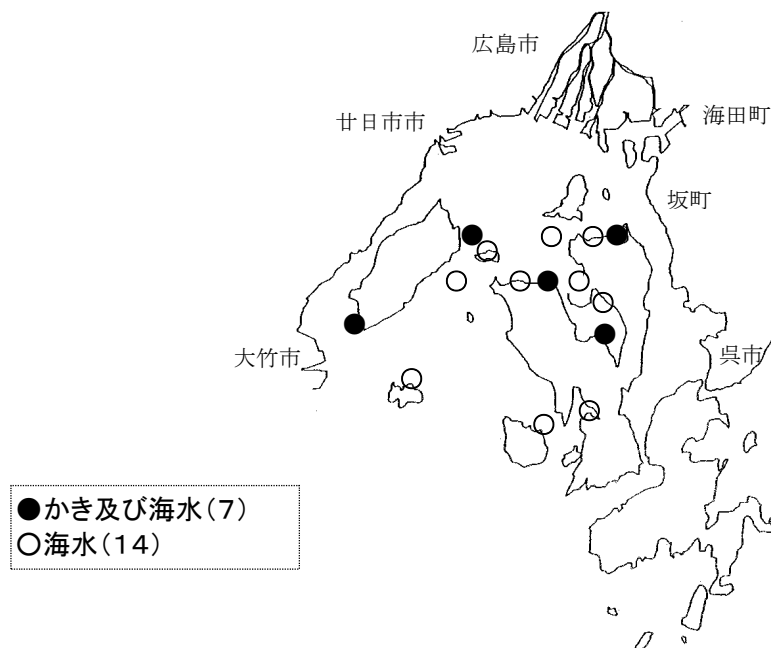 広島市
海田町
廿日市市
坂町
大竹市
呉市
●かき及び海水(7)
○海水(14)